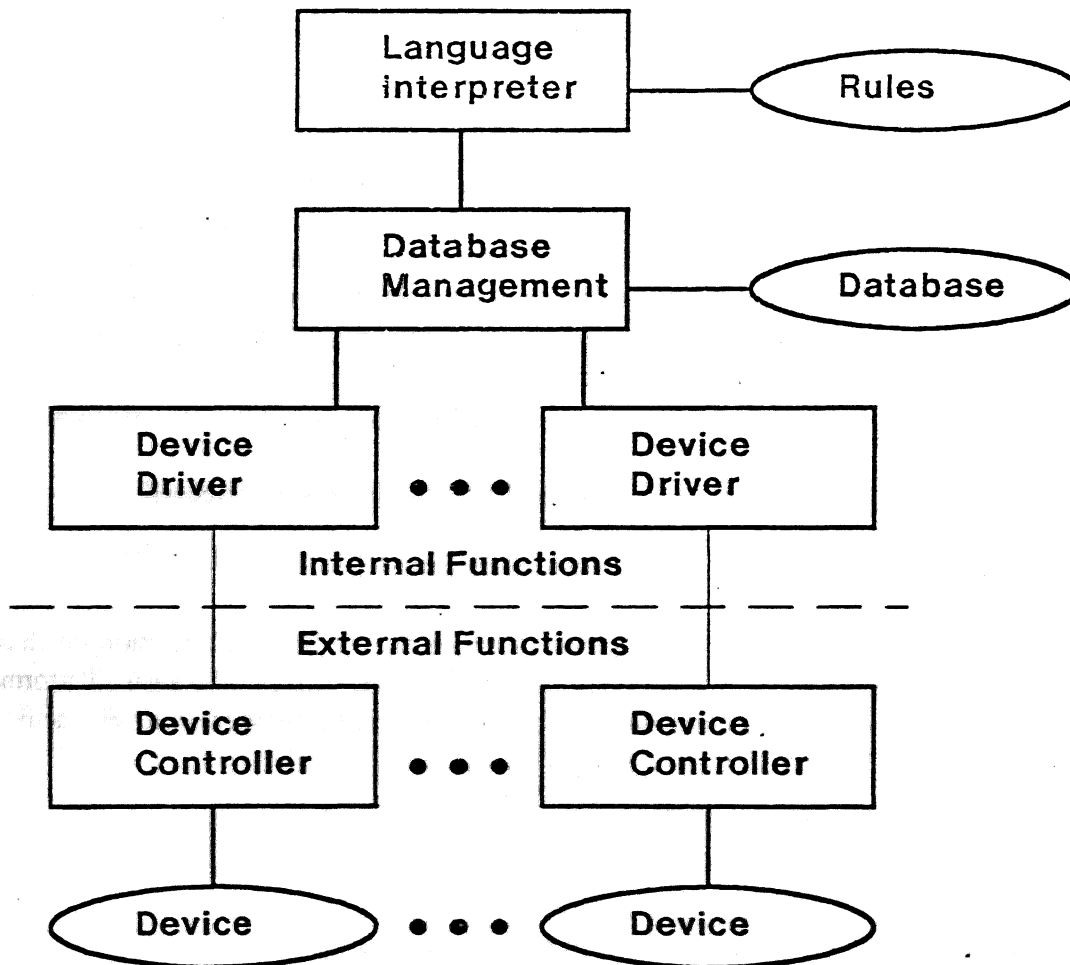 Language
interpreter
Rules
Database
Management
Database
Device
Driver
Device
Driver
Internal Functions
External Functions
Device
Controller
Device
Controller
Device
Device